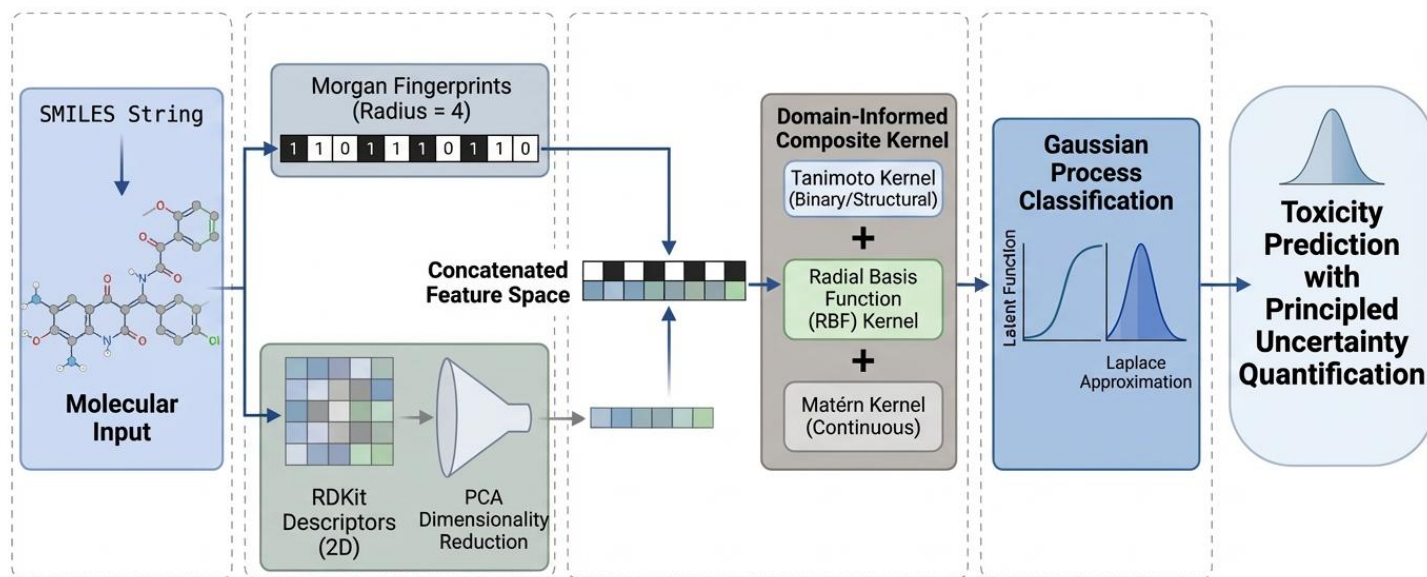 SMILES String
Molecular
Input
Morgan Fingerprints
(Radius = 4)
1 1 0 1 1 1 0 1 1 0
RDKit
Descriptors
(2D)
PCA
Dimensionality
Reduction
Concatenated
Feature Space
Domain-Informed
Composite Kernel
Tanimoto Kernel
(Binary/Structural)
+
Radial Basis
Function
(RBF) Kernel
+
Matérn Kernel
(Continuous)
Gaussian
Process
Classification
Latent Function
Laplace
Approximation
Toxicity
Prediction
with
Principled
Uncertainty
Quantification